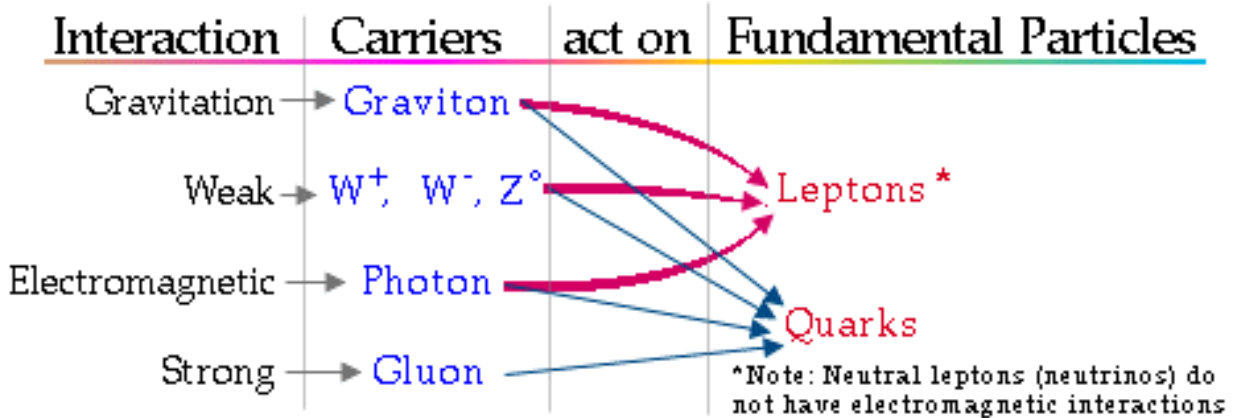 Interaction Carriers act on Fundamental Particles
Gravitation Graviton
Weak W⁺, W⁻, Z° Leptons *
Electromagnetic Photon
Quarks
Strong Gluon
*Note: Neutral leptons (neutrinos) do
not have electromagnetic interactions